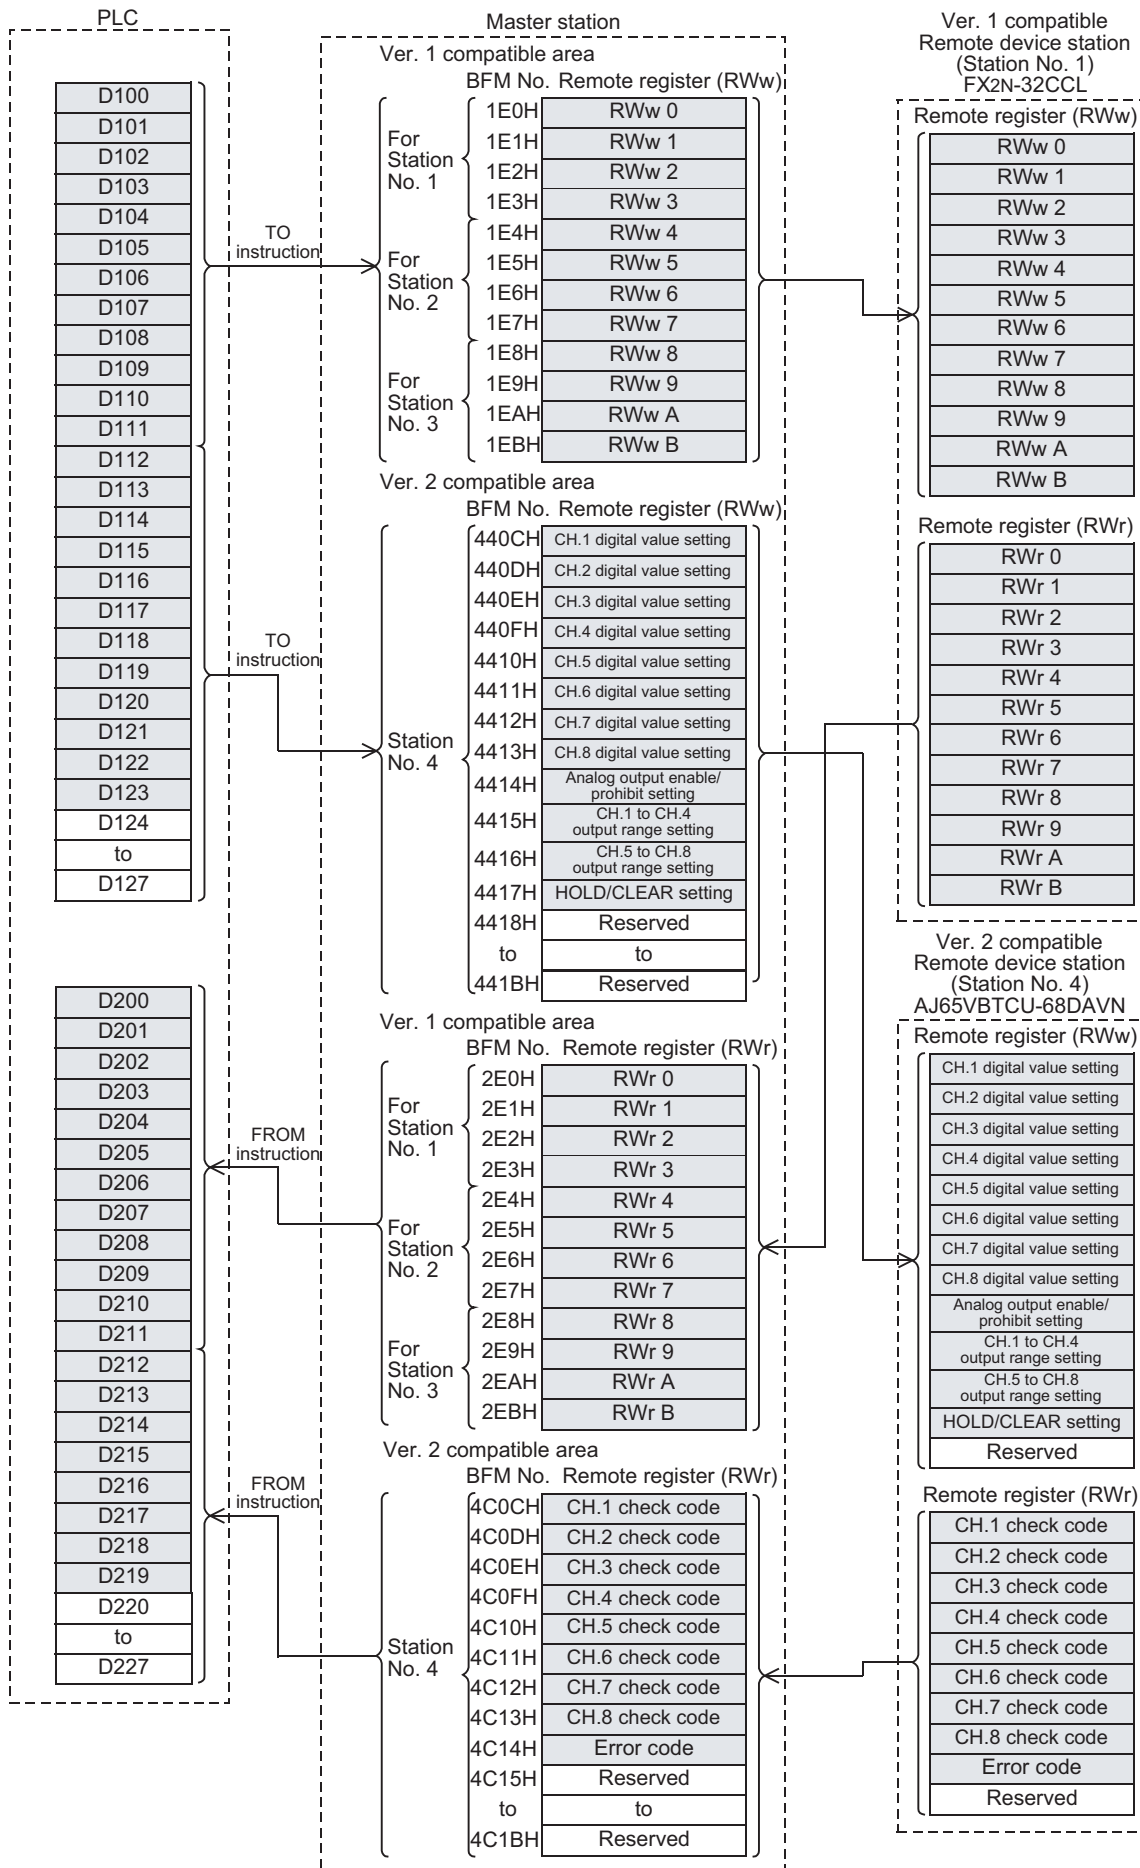 PLC
D100
D101
D102
D103
D104
D105
D106
D107
D108
D109
D110
D111
D112
D113
D114
D115
D116
D117
D118
D119
D120
D121
D122
D123
D124
to
D127
D200
D201
D202
D203
D204
D205
D206
D207
D208
D209
D210
D211
D212
D213
D214
D215
D216
D217
D218
D219
D220
to
D227
TO
instruction
TO
instruction
FROM
instruction
FROM
instruction
Master station
Ver. 1 compatible area
BFM No. Remote register (RWw)
For
Station
No. 1
1E0H RWw 0
1E1H RWw 1
1E2H RWw 2
1E3H RWw 3
For
Station
No. 2
1E4H RWw 4
1E5H RWw 5
1E6H RWw 6
1E7H RWw 7
For
Station
No. 3
1E8H RWw 8
1E9H RWw 9
1EAH RWw A
1EBH RWw B
Ver. 2 compatible area
BFM No. Remote register (RWw)
Station
No. 4
440CH CH.1 digital value setting
440DH CH.2 digital value setting
440EH CH.3 digital value setting
440FH CH.4 digital value setting
4410H CH.5 digital value setting
4411H CH.6 digital value setting
4412H CH.7 digital value setting
4413H CH.8 digital value setting
4414H Analog output enable/
prohibit setting
4415H CH.1 to CH.4
output range setting
4416H CH.5 to CH.8
output range setting
4417H HOLD/CLEAR setting
4418H Reserved
to to
441BH Reserved
Ver. 1 compatible area
BFM No. Remote register (RWr)
For
Station
No. 1
2E0H RWr 0
2E1H RWr 1
2E2H RWr 2
2E3H RWr 3
For
Station
No. 2
2E4H RWr 4
2E5H RWr 5
2E6H RWr 6
2E7H RWr 7
For
Station
No. 3
2E8H RWr 8
2E9H RWr 9
2EAH RWr A
2EBH RWr B
Ver. 2 compatible area
BFM No. Remote register (RWr)
Station
No. 4
4C0CH CH.1 check code
4C0DH CH.2 check code
4C0EH CH.3 check code
4C0FH CH.4 check code
4C10H CH.5 check code
4C11H CH.6 check code
4C12H CH.7 check code
4C13H CH.8 check code
4C14H Error code
4C15H Reserved
to to
4C1BH Reserved
Ver. 1 compatible
Remote device station
(Station No. 1)
FX2N-32CCL
Remote register (RWw)
RWw 0
RWw 1
RWw 2
RWw 3
RWw 4
RWw 5
RWw 6
RWw 7
RWw 8
RWw 9
RWw A
RWw B
Remote register (RWr)
RWr 0
RWr 1
RWr 2
RWr 3
RWr 4
RWr 5
RWr 6
RWr 7
RWr 8
RWr 9
RWr A
RWr B
Ver. 2 compatible
Remote device station
(Station No. 4)
AJ65VBTCU-68DAVN
Remote register (RWw)
CH.1 digital value setting
CH.2 digital value setting
CH.3 digital value setting
CH.4 digital value setting
CH.5 digital value setting
CH.6 digital value setting
CH.7 digital value setting
CH.8 digital value setting
Analog output enable/
prohibit setting
CH.1 to CH.4
output range setting
CH.5 to CH.8
output range setting
HOLD/CLEAR setting
Reserved
Remote register (RWr)
CH.1 check code
CH.2 check code
CH.3 check code
CH.4 check code
CH.5 check code
CH.6 check code
CH.7 check code
CH.8 check code
Error code
Reserved